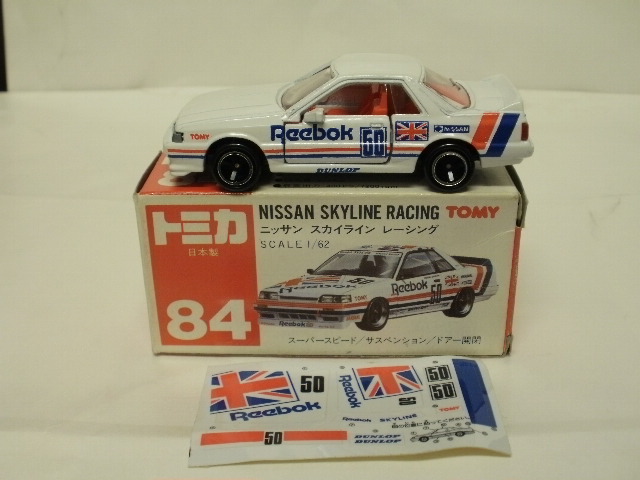 TOMY
Reebok
50
NISSAN
DUNLOP
84
トミカ
日本製
84
NISSAN SKYLINE RACING TOMY
ニッサン スカイライン レーシング
SCALE 1/62
Reebok
50
TOMY
Reebok
スーパースピード/サスペンション/ドアー開閉
50
50
50
Reebok
Reebok SKYLINE
TOMY
50
DUNLOP
DUNLOP